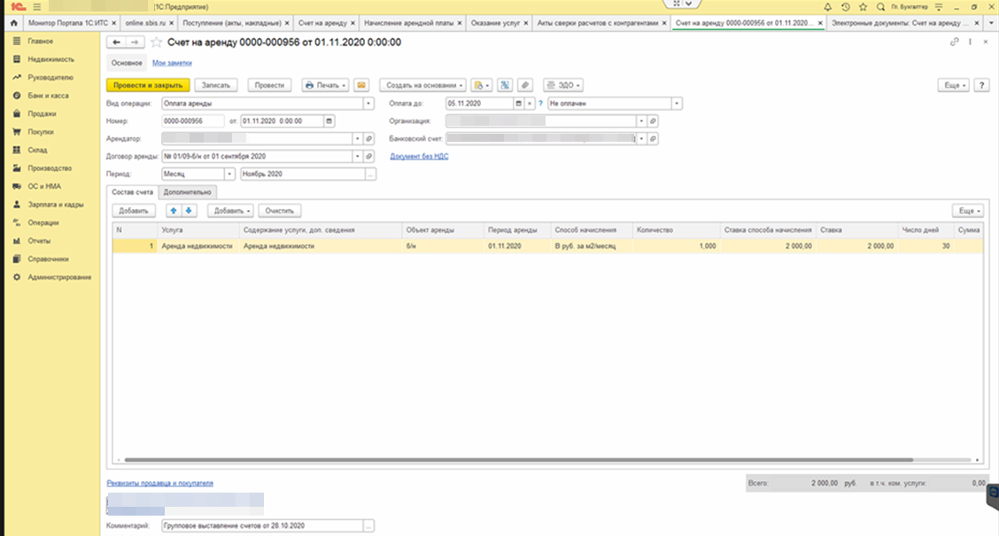 1С (1С:Предприятие) Гл. Бухгалтер
Монитор Портала 1С:ИТС × online.sbis.ru × Поступление (акты, накладные) × Счет на аренду × Начисление арендной платы × Оказание услуг × Акты сверки расчетов с контрагентами × Счет на аренду 0000-000956 от 01.11.2020 0:00:00 × Электронные документы: Счет на аренду ... ×
Главное
Недвижимость
Руководителю
Банк и касса
Продажи
Покупки
Склад
Производство
ОС и НМА
Зарплата и кадры
Операции
Отчеты
Справочники
Администрирование
Счет на аренду 0000-000956 от 01.11.2020 0:00:00
Основное Мои заметки
Провести и закрыть Записать Провести Печать Создать на основании ЭДО Еще ?
Вид операции: Оплата аренды Оплата до: 05.11.2020 ? Не оплачен
Номер: 0000-000956 от: 01.11.2020 0:00:00 Организация:
Арендатор: Банковский счет:
Договор аренды: № 01/09-б/н от 01 сентября 2020 Документ без НДС
Период: Месяц Ноябрь 2020 ...
Состав счета Дополнительно
Добавить Добавить Очистить Еще
N Услуга Содержание услуги, доп. сведения Объект аренды Период аренды Способ начисления Количество Ставка способа начисления Ставка Число дней Сумма
1 Аренда недвижимости Аренда недвижимости б/н 01.11.2020 В руб. за м2/месяц 1,000 2 000,00 2 000,00 30
Реквизиты продавца и покупателя Всего: 2 000,00 руб. в т.ч. ком. услуги: 0,00
Комментарий: Групповое выставление счетов от 28.10.2020 ...